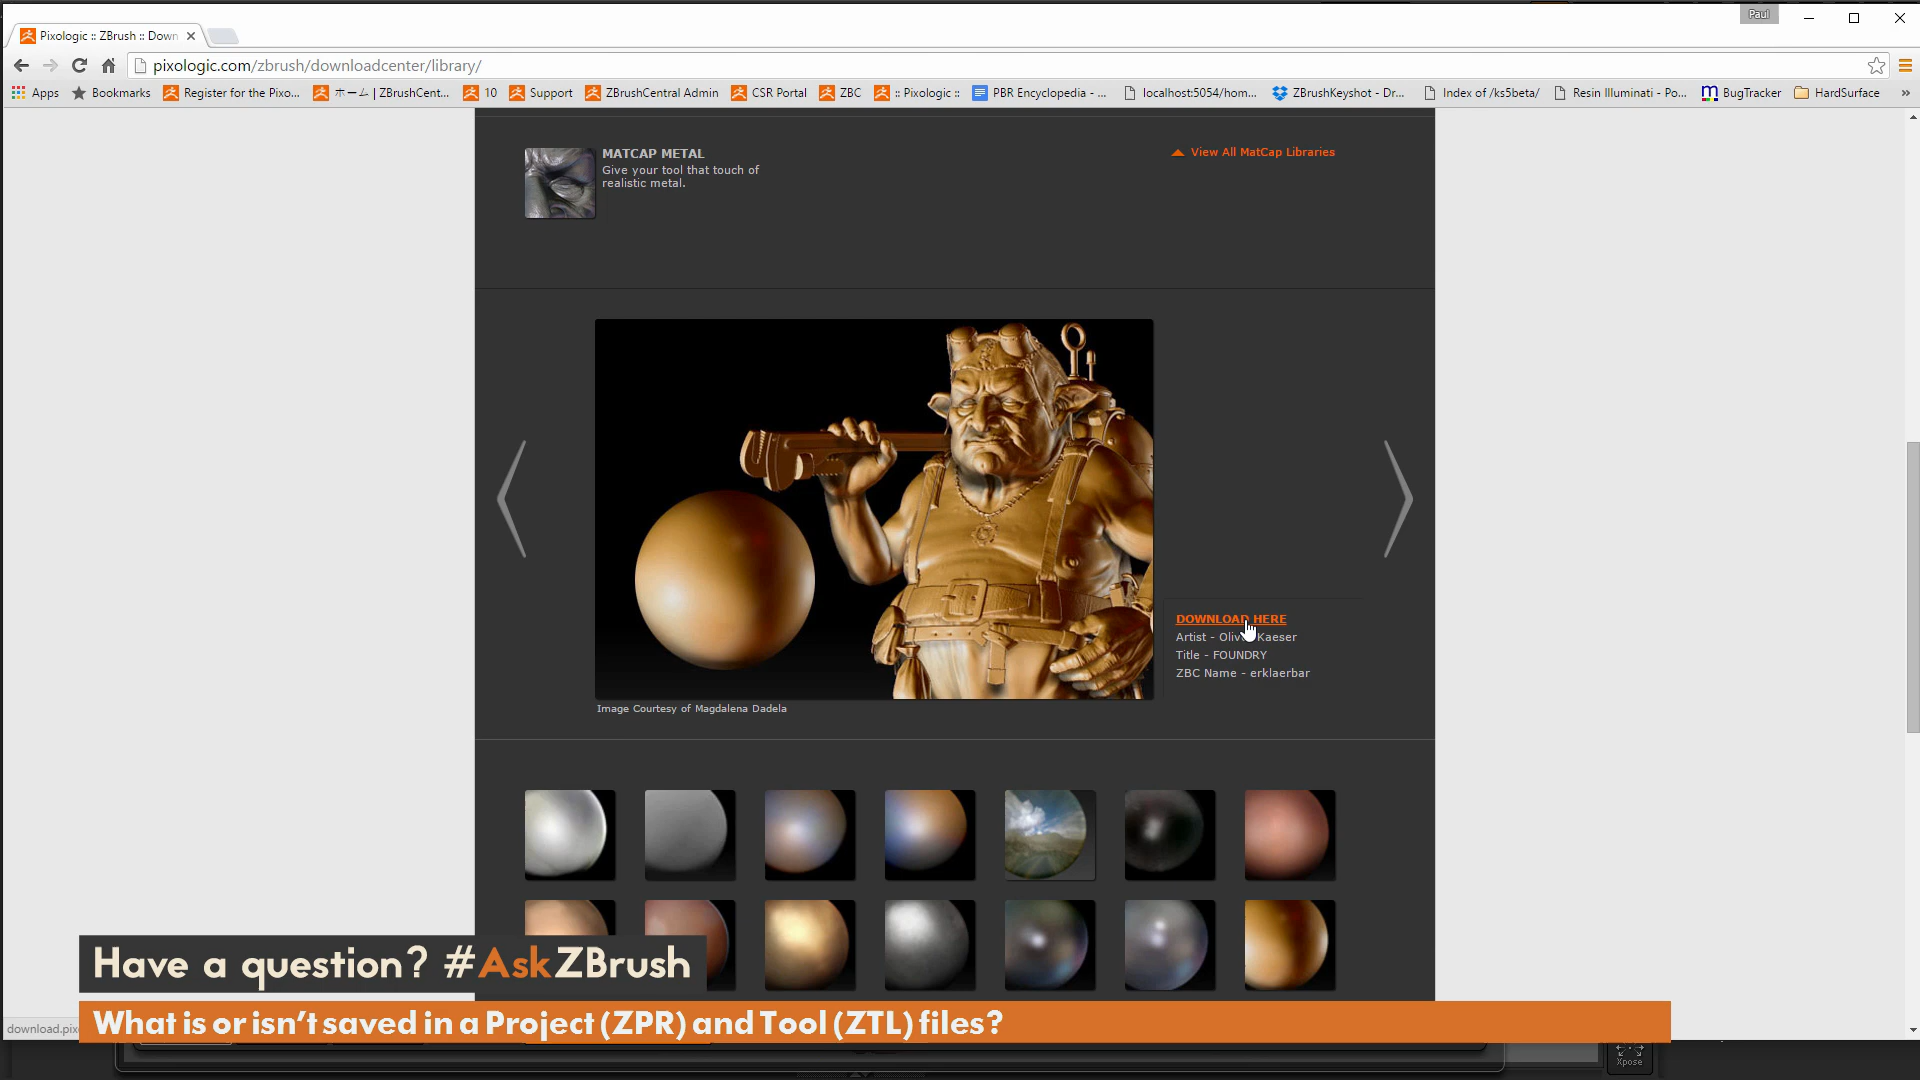 Paul
Pixologic :: ZBrush :: Down
pixologic.com/zbrush/downloadcenter/library/
Apps Bookmarks Register for the Pixo... ホーム | ZBrushCent... 10 Support ZBrushCentral Admin CSR Portal ZBC :: Pixologic :: PBR Encyclopedia - ... localhost:5054/hom... ZBrushKeyshot - Dr... Index of /ks5beta/ Resin Illuminati - Po... BugTracker HardSurface »
MATCAP METAL
Give your tool that touch of
realistic metal.
View All MatCap Libraries
DOWNLOAD HERE
Artist - Kaeser
Title - FOUNDRY
ZBC Name - erklaerbar
Image Courtesy of Magdalena Dadela
Have a question? #AskZBrush
download.pix
What is or isn't saved in a Project (ZPR) and Tool (ZTL) files?
Xpose